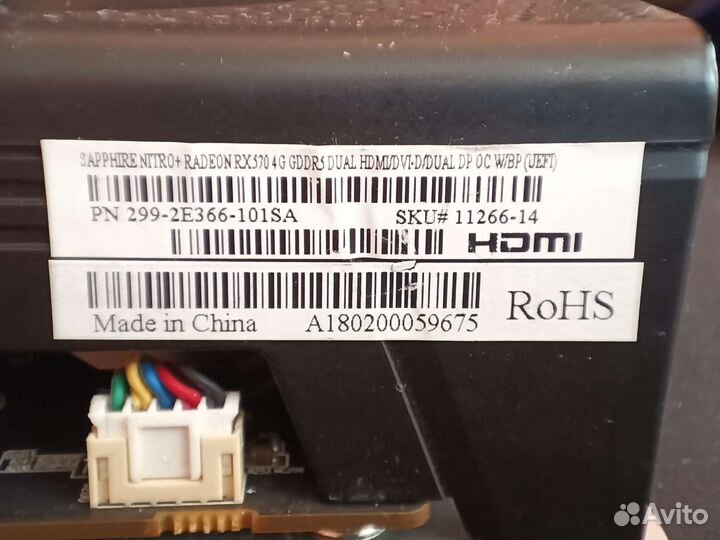 SAPPHIRE NITRO+ RADEON RX570 4G GDDR5 DUAL HDMI/DVI-D/DUAL DP OC W/BP (UEFI)
PN 299-2E366-101SA SKU# 11266-14
HDMI
Made in China A180200059675 RoHS
Avito